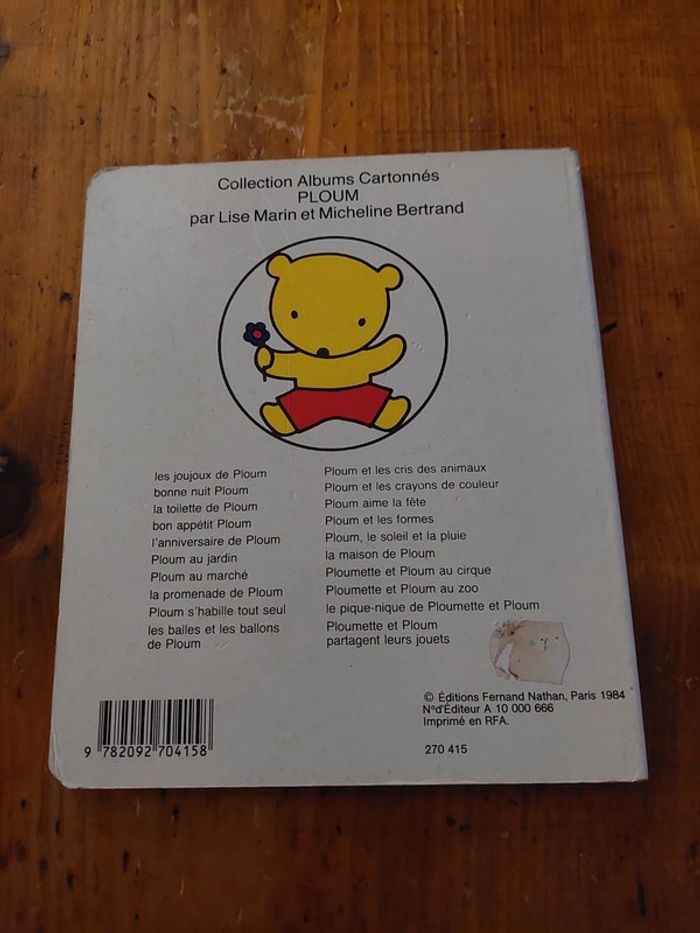 Collection Albums Cartonnés
PLOUM
par Lise Marin et Micheline Bertrand
les joujoux de Ploum
bonne nuit Ploum
la toilette de Ploum
bon appétit Ploum
l'anniversaire de Ploum
Ploum au jardin
Ploum au marché
la promenade de Ploum
Ploum s'habille tout seul
les balles et les ballons
de Ploum
Ploum et les cris des animaux
Ploum et les crayons de couleur
Ploum aime la fête
Ploum et les formes
Ploum, le soleil et la pluie
la maison de Ploum
Ploumette et Ploum au cirque
Ploumette et Ploum au zoo
le pique-nique de Ploumette et Ploum
Ploumette et Ploum
partagent leurs jouets
© Éditions Fernand Nathan, Paris 1984
N°d'Éditeur A 10 000 666
Imprimé en RFA.
270 415
9 782092 704158